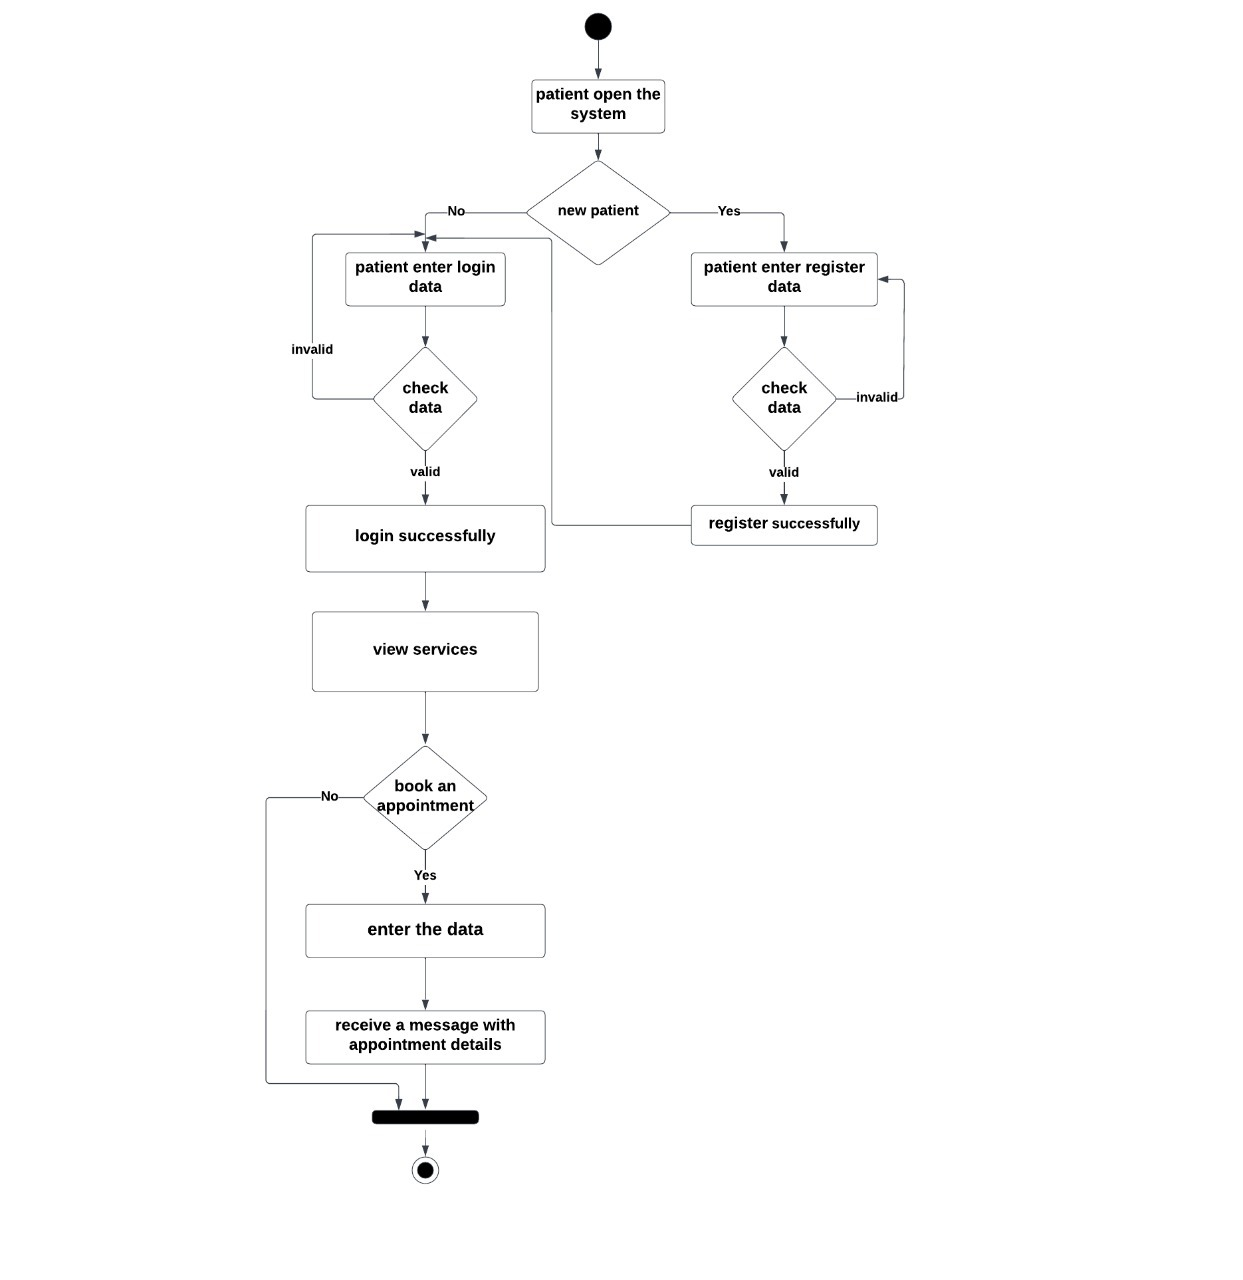 patient open the
system
new patient
No
Yes
patient enter login
data
patient enter register
data
invalid
check
data
check
data
invalid
valid
valid
login successfully
register successfully
view services
book an
appointment
No
Yes
enter the data
receive a message with
appointment details